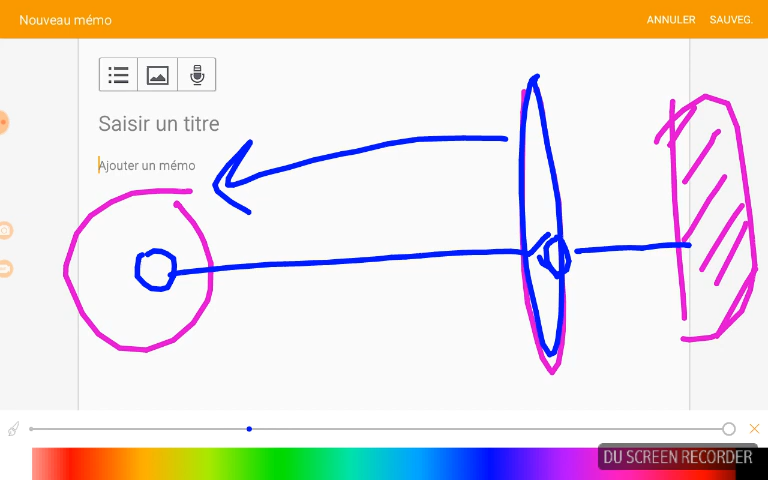 Nouveau mémo
ANNULER SAUVEG.
Saisir un titre
Ajouter un mémo
DU SCREEN RECORDER